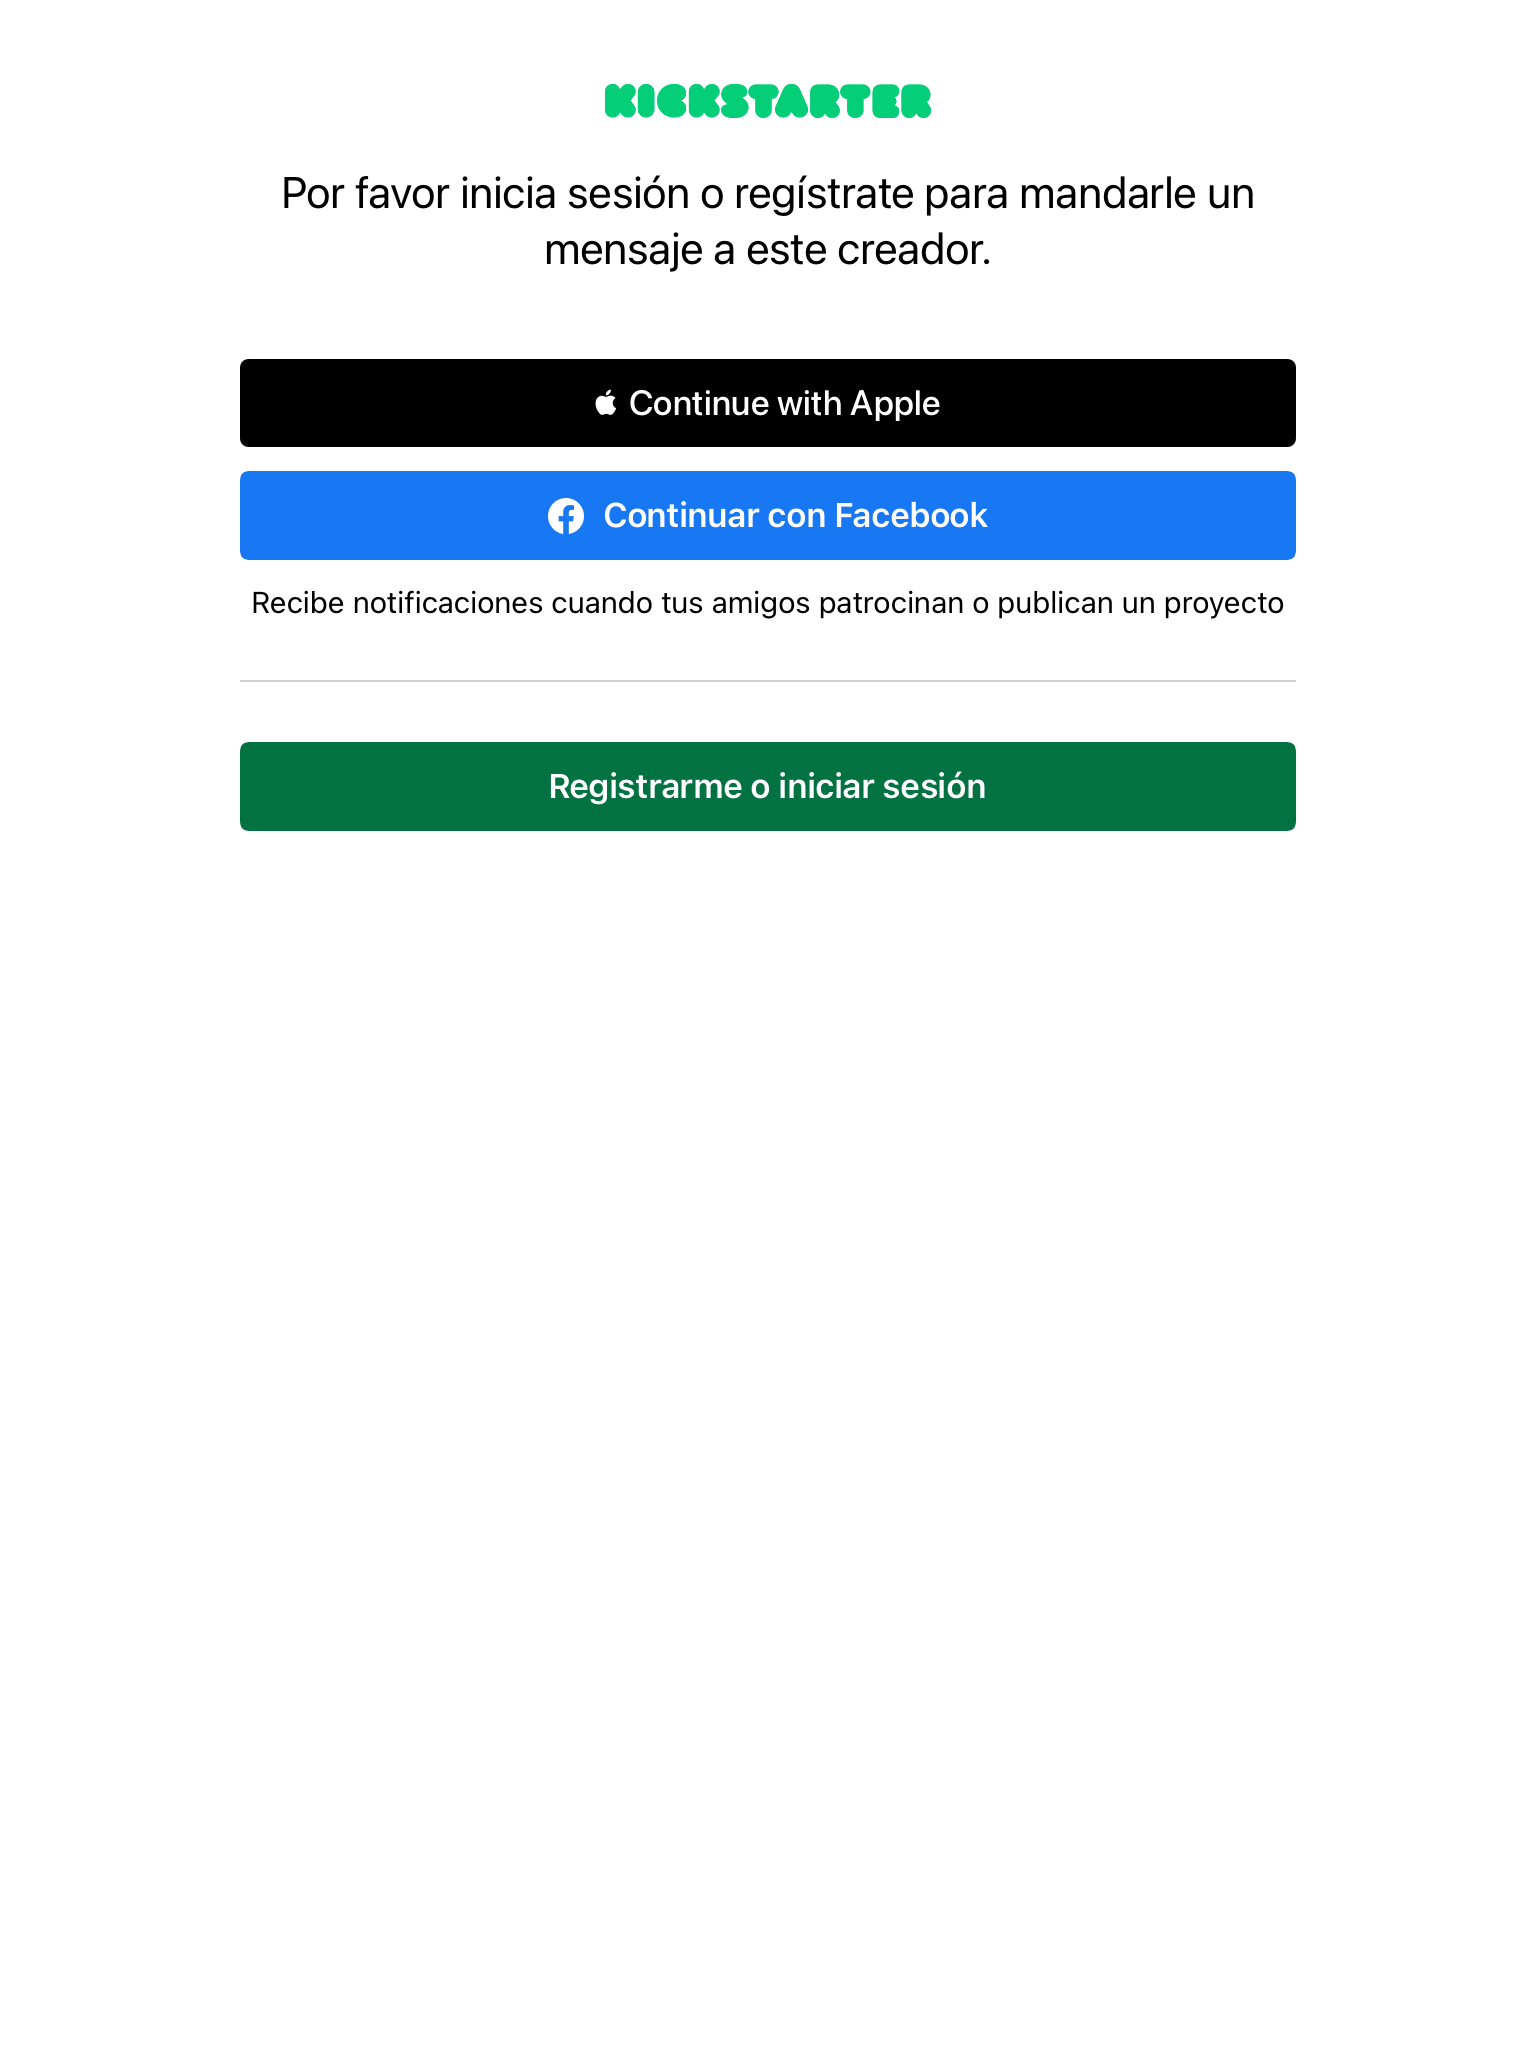 KICKSTARTER
Por favor inicia sesión o regístrate para mandarle un
mensaje a este creador.
Continue with Apple
Continuar con Facebook
Recibe notificaciones cuando tus amigos patrocinan o publican un proyecto
Registrarme o iniciar sesión